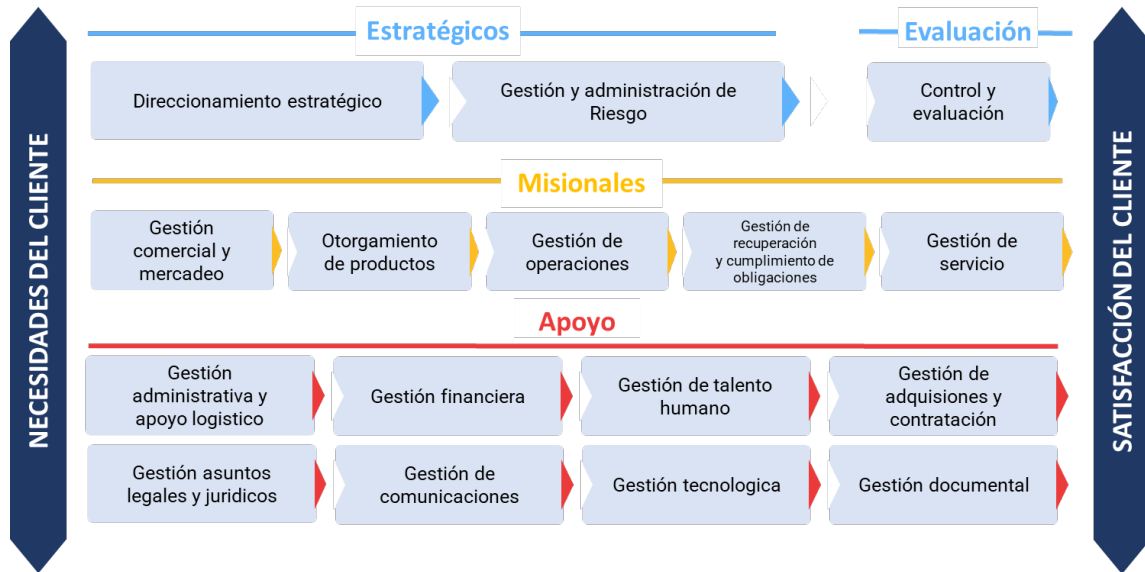 NECESIDADES DEL CLIENTE
Estratégicos
Evaluación
Direccionamiento estratégico
Gestión y administración de
Riesgo
Control y
evaluación
Misionales
Gestión
comercial y
mercadeo
Otorgamiento
de productos
Gestión de
operaciones
Gestión de
recuperación
y cumplimiento de
obligaciones
Gestión de
servicio
Apoyo
Gestión
administrativa y
apoyo logistico
Gestión financiera
Gestión de talento
humano
Gestión de
adquisiones y
contratación
Gestión asuntos
legales y juridicos
Gestión de
comunicaciones
Gestión tecnologica
Gestión documental
SATISFACCIÓN DEL CLIENTE